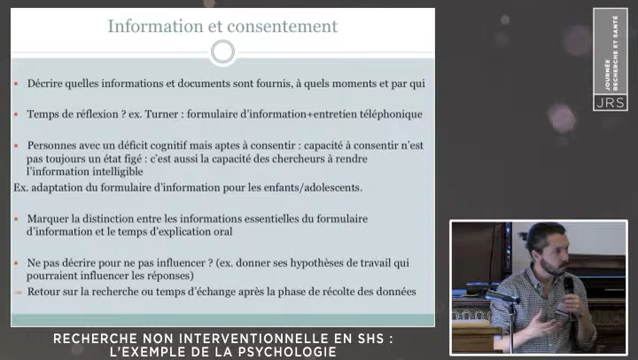 Information et consentement
Décrire quelles informations et documents sont fournis, à quels moments et par qui
Temps de réflexion ? ex. Turner : formulaire d'information+entretien téléphonique
Personnes avec un déficit cognitif mais aptes à consentir : capacité à consentir n'est
pas toujours un état figé : c'est aussi la capacité des chercheurs à rendre
l'information intelligible
Ex. adaptation du formulaire d'information pour les enfants/adolescents.
Marquer la distinction entre les informations essentielles du formulaire
d'information et le temps d'explication oral
Ne pas décrire pour ne pas influencer ? (ex. donner ses hypothèses de travail qui
pourraient influencer les réponses)
Retour sur la recherche ou temps d'échange après la phase de récolte des données
JOURNÉE
RECHERCHE ET SANTÉ
JRS
RECHERCHE NON INTERVENTIONNELLE EN SHS :
L'EXEMPLE DE LA PSYCHOLOGIE